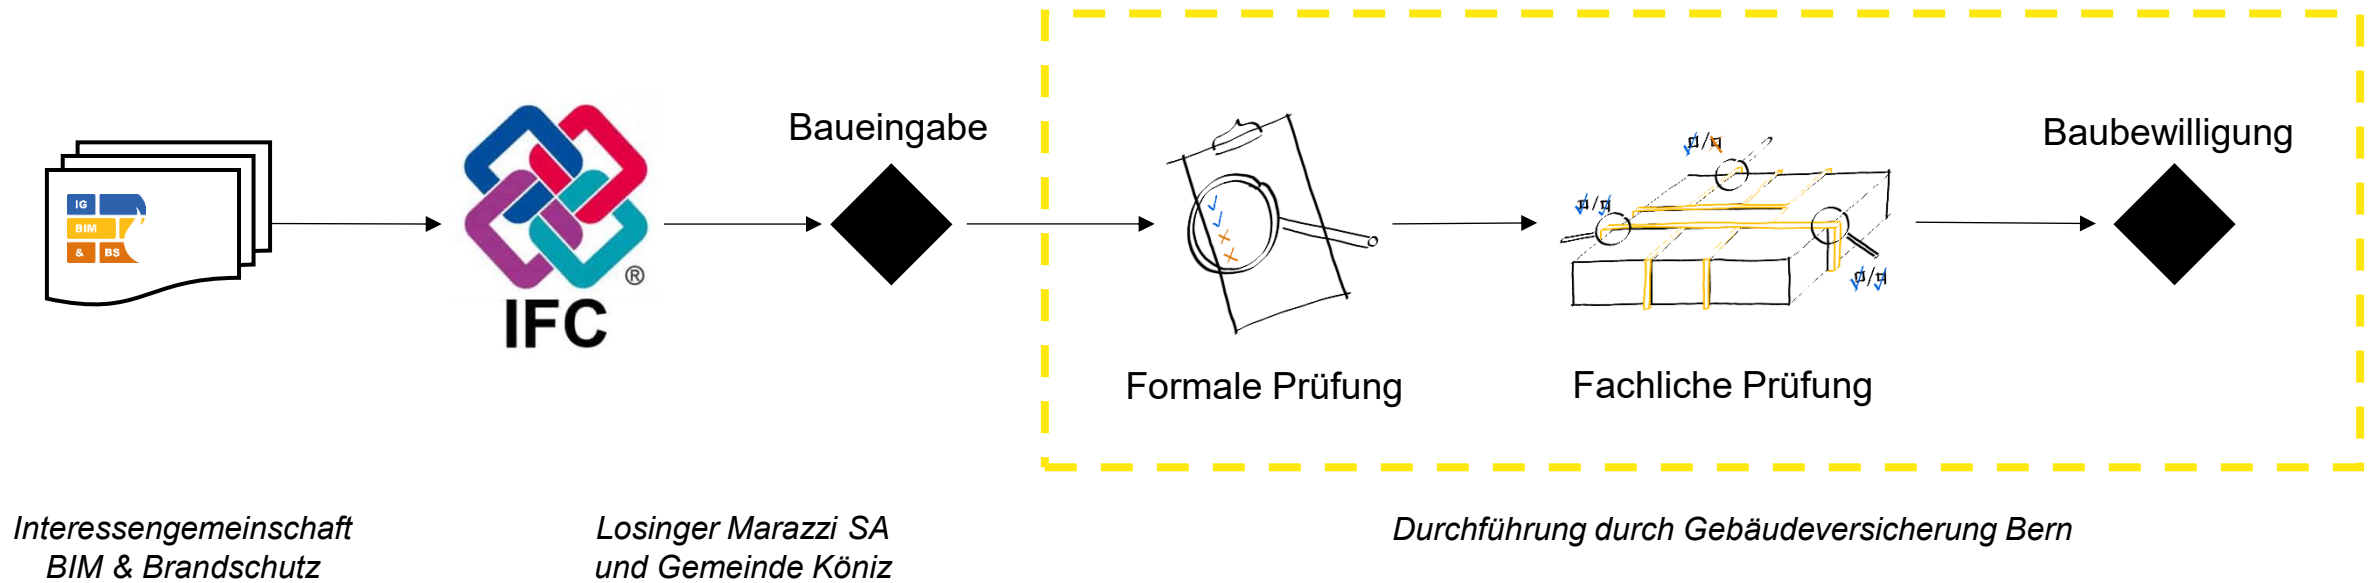 IG
BIM
& BS
®
IFC
Baueingabe
Formale Prüfung
Fachliche Prüfung
Baubewilligung
Interessengemeinschaft
BIM & Brandschutz
Losinger Marazzi SA
und Gemeinde Köniz
Durchführung durch Gebäudeversicherung Bern